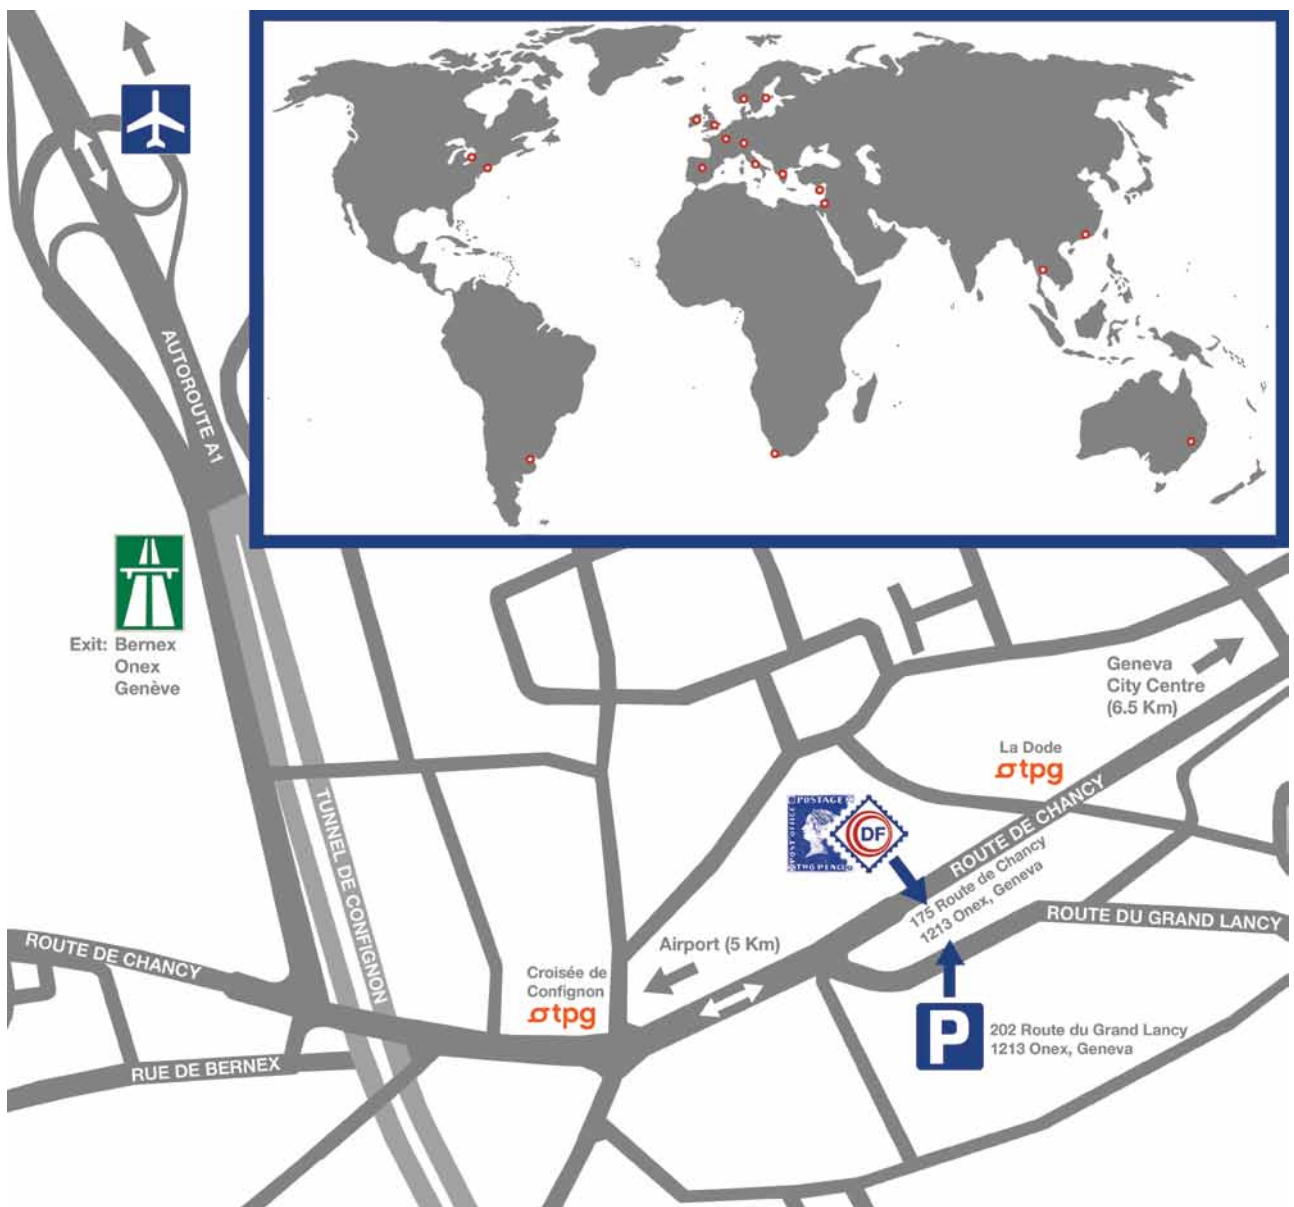 AUTOROUTE A1
Exit: Bernex
Onex
Genève
TUNNEL DE CONFIGNON
Geneva
City Centre
(6.5 Km)
La Dode
tpg
POSTAGE
POST OFFICE
TWO PENCE
DF
ROUTE DE CHANCY
175 Route de Chancy
1213 Onex, Geneva
ROUTE DU GRAND LANCY
Airport (5 Km)
ROUTE DE CHANCY
Croisée de
Confignon
tpg
P
202 Route du Grand Lancy
1213 Onex, Geneva
RUE DE BERNEX